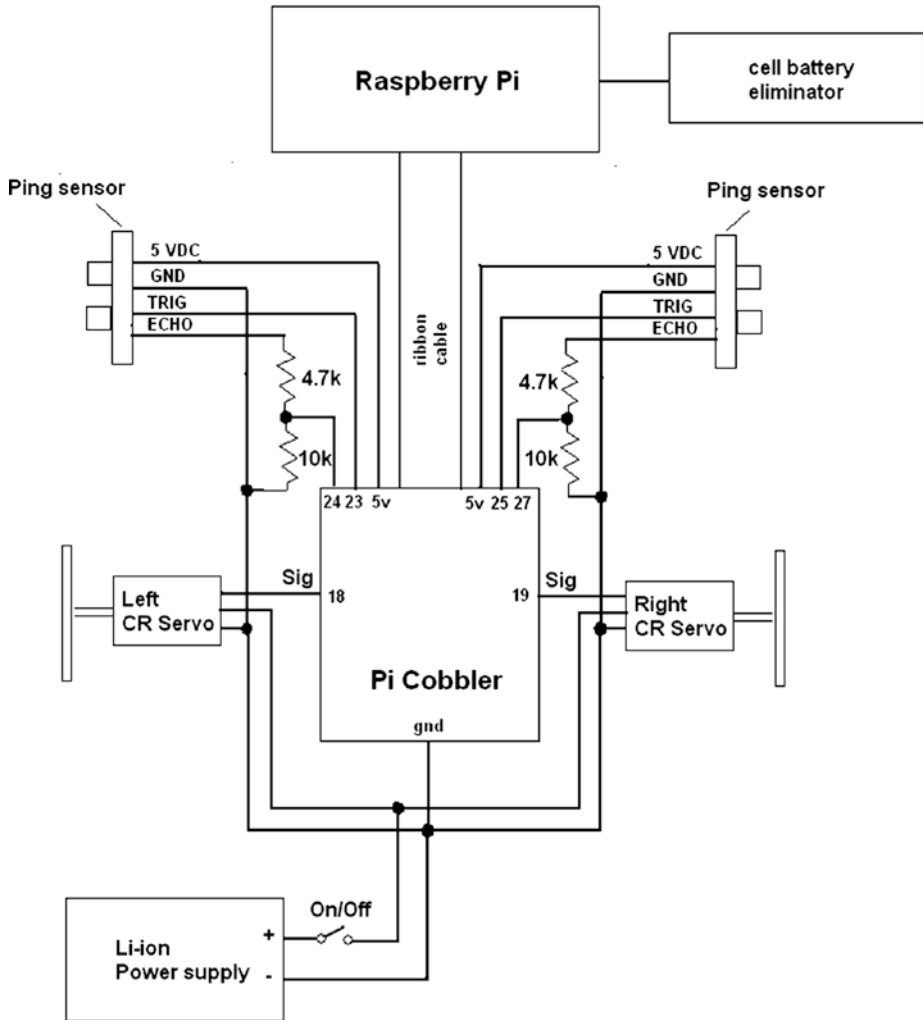 Raspberry Pi
cell battery
eliminator
Ping sensor
Ping sensor
5 VDC
GND
TRIG
ECHO
5 VDC
GND
TRIG
ECHO
ribbon
cable
4.7k
10k
4.7k
10k
24 23 5v
5v 25 27
Left
CR Servo
Sig
18
19
Sig
Right
CR Servo
Pi Cobbler
gnd
Li-ion
Power supply
+
-
On/Off